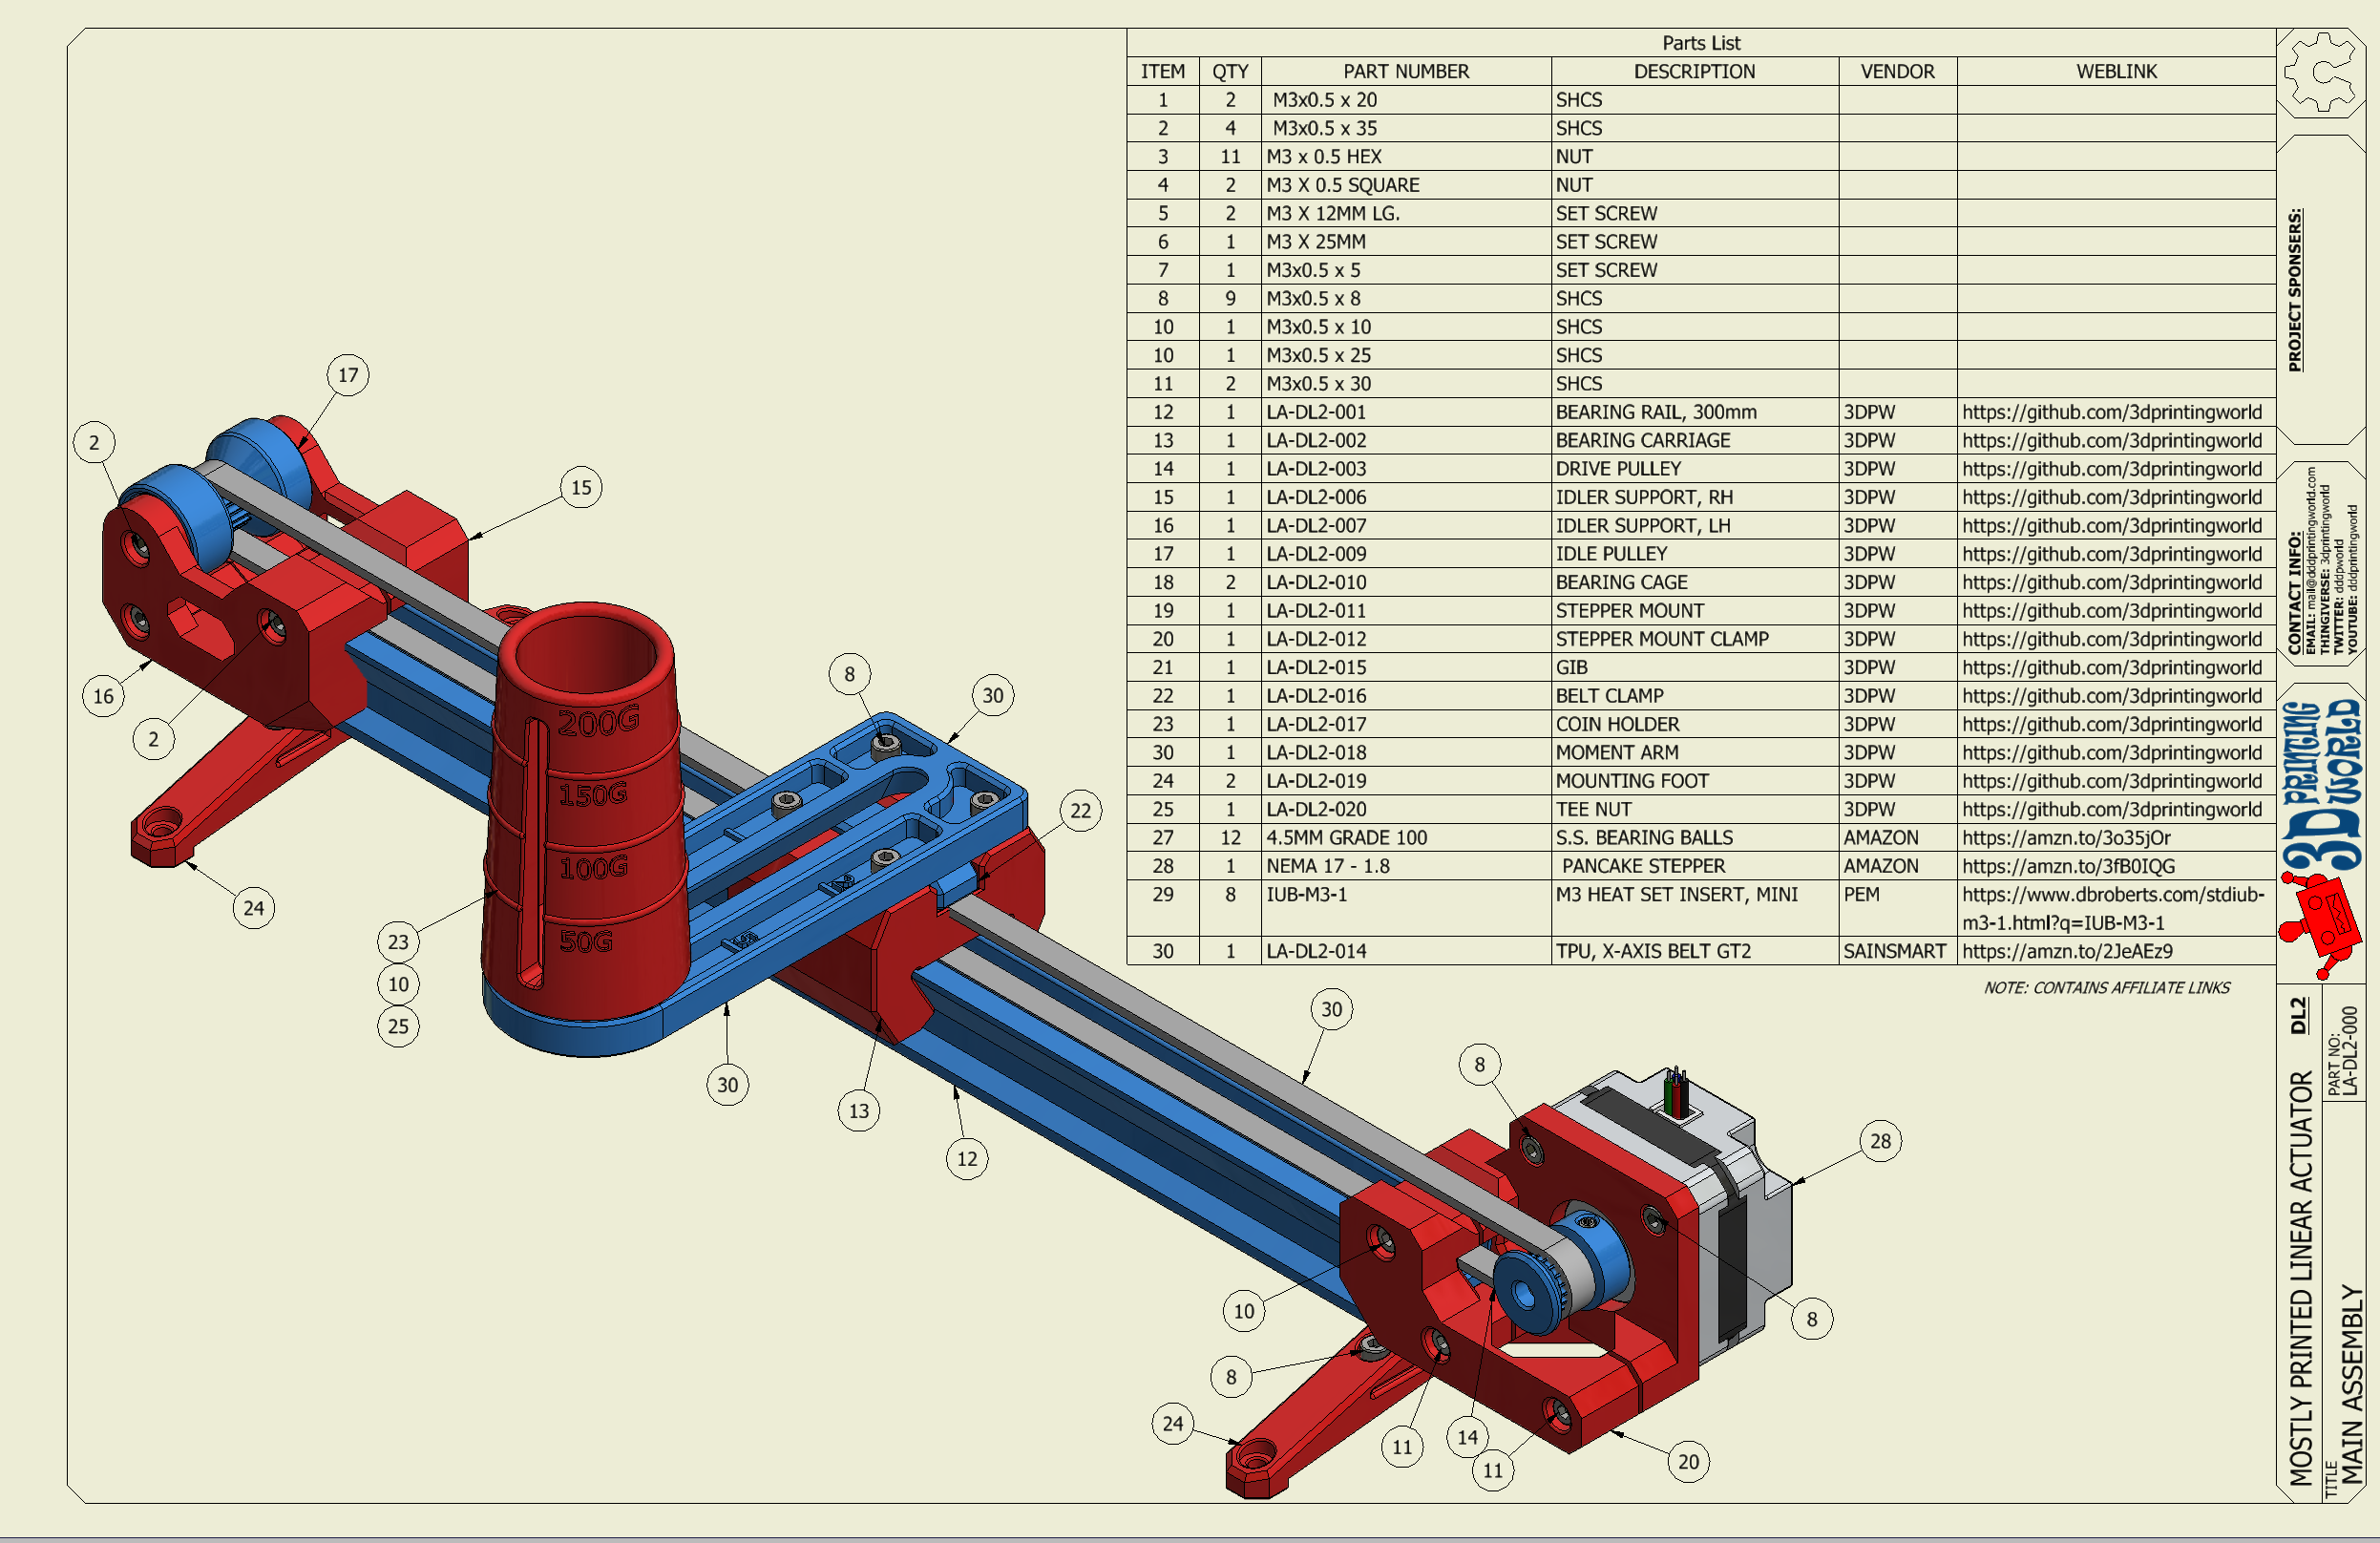 Parts List
ITEM QTY PART NUMBER DESCRIPTION VENDOR WEBLINK
1 2 M3x0.5 x 20 SHCS
2 4 M3x0.5 x 35 SHCS
3 11 M3 x 0.5 HEX NUT
4 2 M3 X 0.5 SQUARE NUT
5 2 M3 X 12MM LG. SET SCREW
6 1 M3 X 25MM SET SCREW
7 1 M3x0.5 x 5 SET SCREW
8 9 M3x0.5 x 8 SHCS
10 1 M3x0.5 x 10 SHCS
10 1 M3x0.5 x 25 SHCS
11 2 M3x0.5 x 30 SHCS
12 1 LA-DL2-001 BEARING RAIL, 300mm 3DPW https://github.com/3dprintingworld
13 1 LA-DL2-002 BEARING CARRIAGE 3DPW https://github.com/3dprintingworld
14 1 LA-DL2-003 DRIVE PULLEY 3DPW https://github.com/3dprintingworld
15 1 LA-DL2-006 IDLER SUPPORT, RH 3DPW https://github.com/3dprintingworld
16 1 LA-DL2-007 IDLER SUPPORT, LH 3DPW https://github.com/3dprintingworld
17 1 LA-DL2-009 IDLE PULLEY 3DPW https://github.com/3dprintingworld
18 2 LA-DL2-010 BEARING CAGE 3DPW https://github.com/3dprintingworld
19 1 LA-DL2-011 STEPPER MOUNT 3DPW https://github.com/3dprintingworld
20 1 LA-DL2-012 STEPPER MOUNT CLAMP 3DPW https://github.com/3dprintingworld
21 1 LA-DL2-015 GIB 3DPW https://github.com/3dprintingworld
22 1 LA-DL2-016 BELT CLAMP 3DPW https://github.com/3dprintingworld
23 1 LA-DL2-017 COIN HOLDER 3DPW https://github.com/3dprintingworld
30 1 LA-DL2-018 MOMENT ARM 3DPW https://github.com/3dprintingworld
24 2 LA-DL2-019 MOUNTING FOOT 3DPW https://github.com/3dprintingworld
25 1 LA-DL2-020 TEE NUT 3DPW https://github.com/3dprintingworld
27 12 4.5MM GRADE 100 S.S. BEARING BALLS AMAZON https://amzn.to/3o35jOr
28 1 NEMA 17 - 1.8 PANCAKE STEPPER AMAZON https://amzn.to/3fB0IQG
29 8 IUB-M3-1 M3 HEAT SET INSERT, MINI PEM https://www.dbroberts.com/stdiub-
m3-1.html?q=IUB-M3-1
30 1 LA-DL2-014 TPU, X-AXIS BELT GT2 SAINSMART https://amzn.to/2JeAEz9
NOTE: CONTAINS AFFILIATE LINKS
17
2
15
16
2
24
8
30
22
200G
150G
100G
50G
23
10
25
30
13
12
30
8
28
10
8
8
24
11
14
11
20
PROJECT SPONSERS:
CONTACT INFO:
EMAIL: mail@dddprintingworld.com
THINGIVERSE: 3dprintingworld
TWITTER: dddpworld
YOUTUBE: dddprintingworld
3D PRINTING WORLD
MOSTLY PRINTED LINEAR ACTUATOR DL2
PART NO:
LA-DL2-000
TITLE
MAIN ASSEMBLY